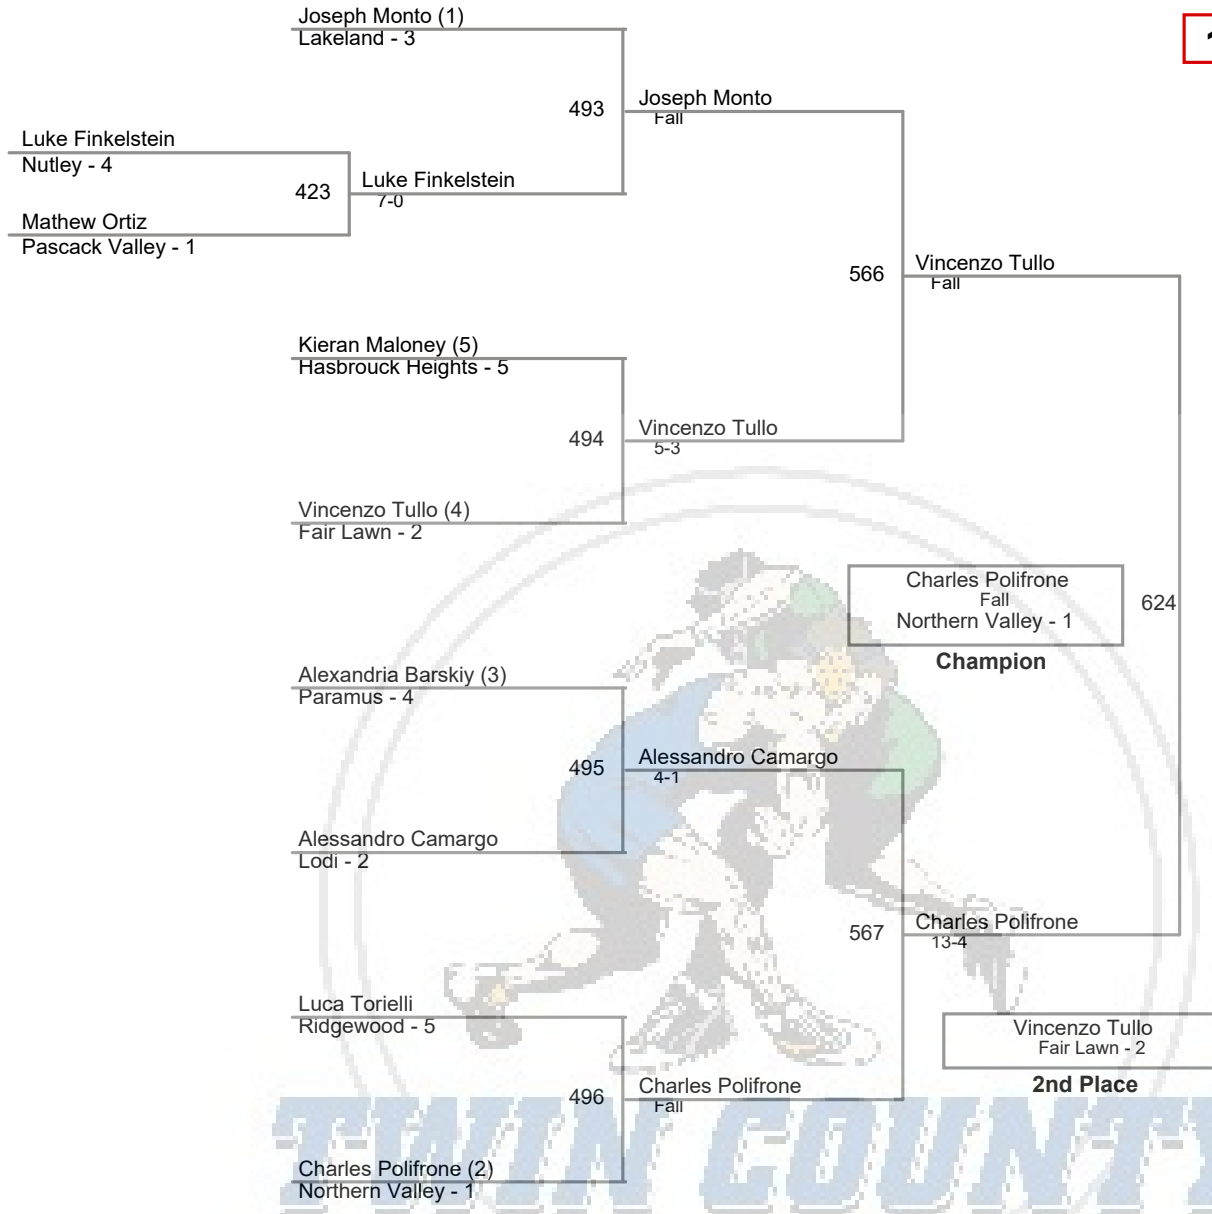 Joseph Monto (1)
Lakeland - 3
493
Joseph Monto
Fall
Luke Finkelstein
Nutley - 4
423
Luke Finkelstein
7-0
Mathew Ortiz
Pascack Valley - 1
566
Vincenzo Tullo
Fall
Kieran Maloney (5)
Hasbrouck Heights - 5
494
Vincenzo Tullo
5-3
Vincenzo Tullo (4)
Fair Lawn - 2
Charles Polifrone
Fall
Northern Valley - 1
624
Champion
Alexandria Barskiy (3)
Paramus - 4
495
Alessandro Camargo
4-1
Alessandro Camargo
Lodi - 2
567
Charles Polifrone
13-4
Luca Torielli
Ridgewood - 5
Vincenzo Tullo
Fair Lawn - 2
2nd Place
496
Charles Polifrone
Fall
Charles Polifrone (2)
Northern Valley - 1
TWIN COUNTY